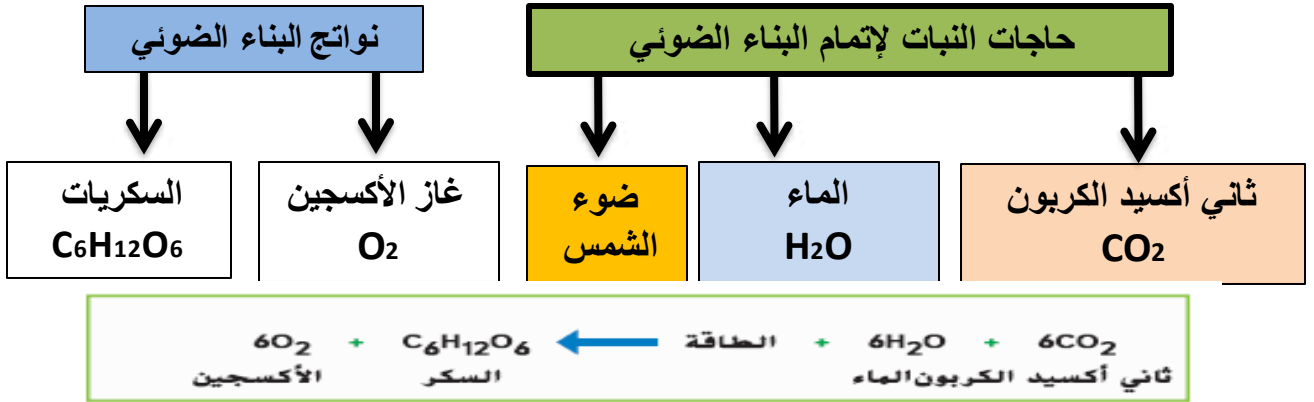 حاجات النبات لإتمام البناء الضوئي
نواتج البناء الضوئي
ثاني أكسيد الكربون
CO2
الماء
H2O
ضوء
الشمس
غاز الأكسجين
O2
السكريات
C6H12O6
6CO2 + 6H2O + الطاقة ← C6H12O6 + 6O2
ثاني أكسيد الكربون الماء السكر الأكسجين